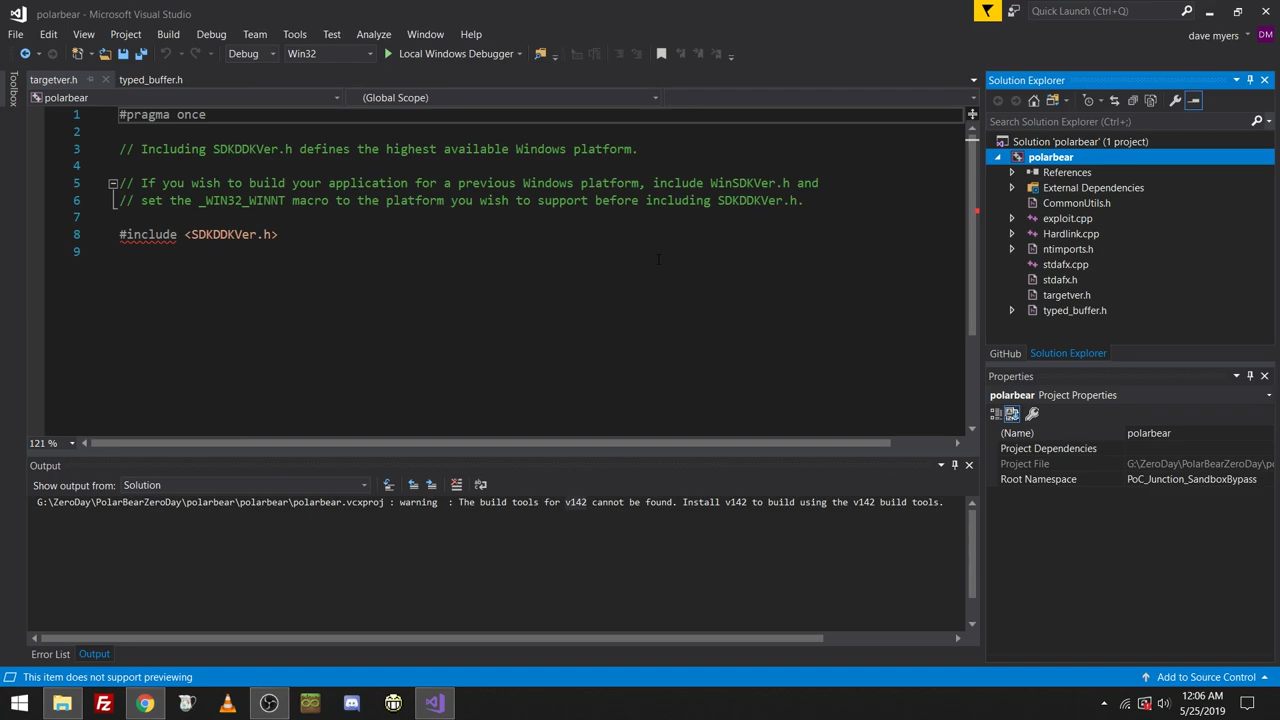 polarbear - Microsoft Visual Studio
Quick Launch (Ctrl+Q)
File Edit View Project Build Debug Team Tools Test Analyze Window Help
dave myers DM
Debug Win32 Local Windows Debugger
Toolbox
targetver.h typed_buffer.h
polarbear (Global Scope)
1 #pragma once
2
3 // Including SDKDDKVer.h defines the highest available Windows platform.
4
5 // If you wish to build your application for a previous Windows platform, include WinSDKVer.h and
6 // set the _WIN32_WINNT macro to the platform you wish to support before including SDKDDKVer.h.
7
8 #include <SDKDDKVer.h>
9
121 %
Solution Explorer
Search Solution Explorer (Ctrl+;)
Solution 'polarbear' (1 project)
polarbear
References
External Dependencies
CommonUtils.h
exploit.cpp
Hardlink.cpp
ntimports.h
stdafx.cpp
stdafx.h
targetver.h
typed_buffer.h
GitHub Solution Explorer
Properties
polarbear Project Properties
(Name) polarbear
Project Dependencies
Project File G:\ZeroDay\PolarBearZeroDay\po
Root Namespace PoC_Junction_SandboxBypass
Output
Show output from: Solution
G:\ZeroDay\PolarBearZeroDay\polarbear\polarbear\polarbear.vcxproj : warning : The build tools for v142 cannot be found. Install v142 to build using the v142 build tools.
Error List Output
This item does not support previewing
Add to Source Control
12:06 AM
5/25/2019